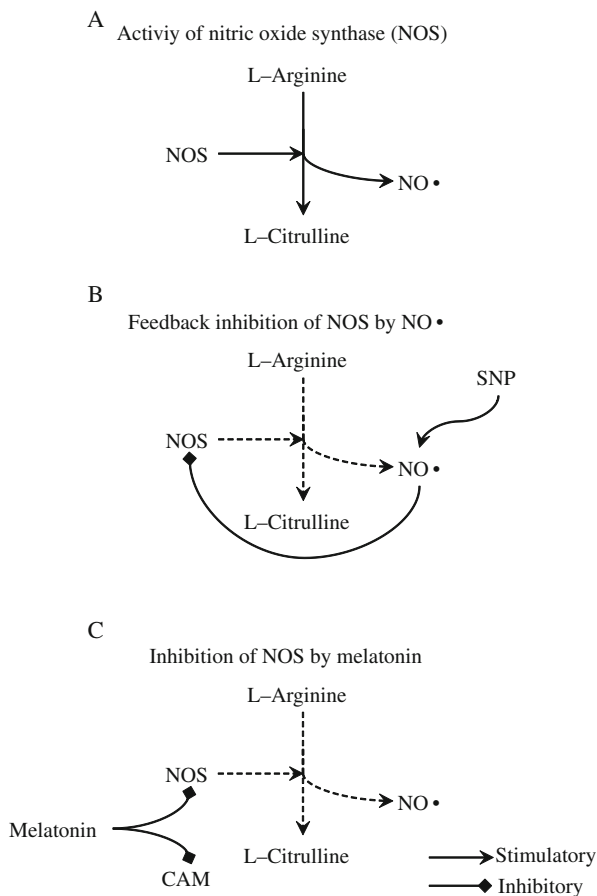 A
Activiy of nitric oxide synthase (NOS)
L–Arginine
NOS
NO•
L–Citrulline
B
Feedback inhibition of NOS by NO•
L–Arginine
SNP
NOS
NO•
L–Citrulline
C
Inhibition of NOS by melatonin
L–Arginine
NOS
NO•
Melatonin
L–Citrulline
Stimulatory
CAM
Inhibitory